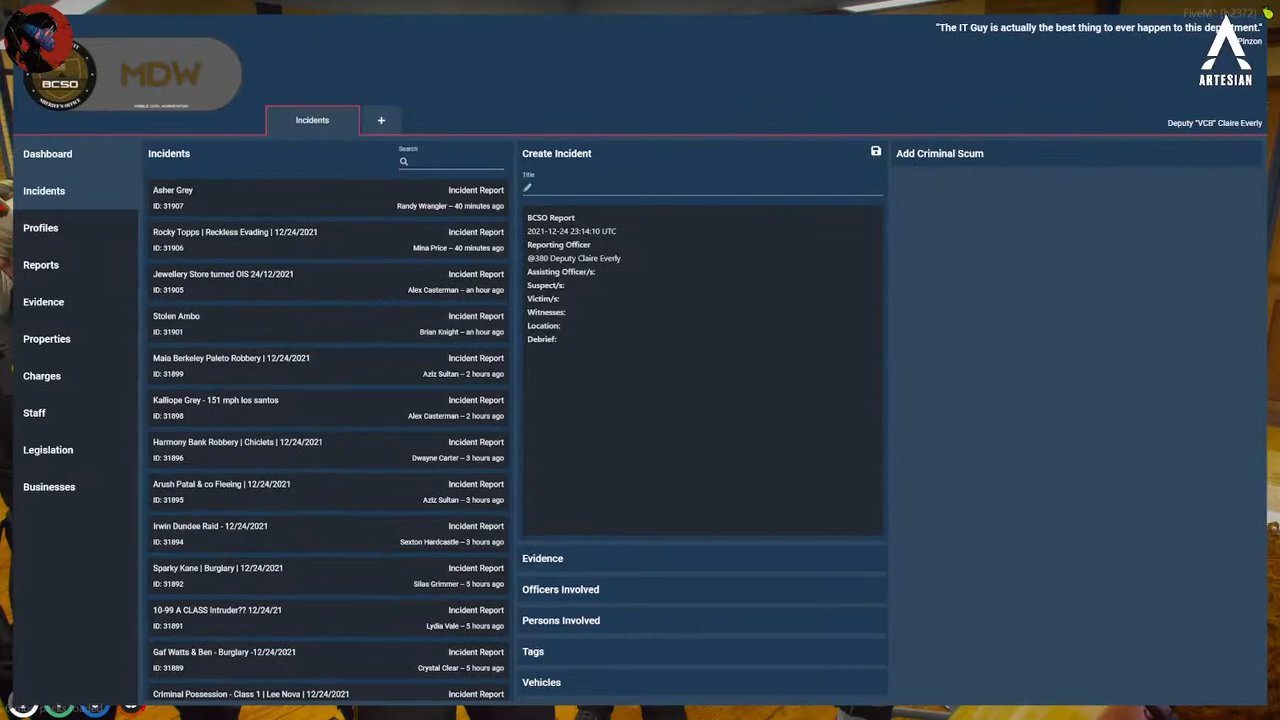 FiveM* (b2372)
"The IT Guy is actually the best thing to ever happen to this department."
Pinzon
ARTESIAN
BCSO
SHERIFF'S OFFICE
MDW
MOBILE DATA WORKSTATION
Incidents
+
Deputy "VCB" Claire Everly
Dashboard
Incidents
Profiles
Reports
Evidence
Properties
Charges
Staff
Legislation
Businesses
Incidents
Search
Asher Grey Incident Report
ID: 31907 Randy Wrangler – 40 minutes ago
Rocky Topps | Reckless Evading | 12/24/2021 Incident Report
ID: 31906 Mina Price – 40 minutes ago
Jewellery Store turned OIS 24/12/2021 Incident Report
ID: 31905 Alex Casterman – an hour ago
Stolen Ambo Incident Report
ID: 31901 Brian Knight – an hour ago
Maia Berkeley Paleto Robbery | 12/24/2021 Incident Report
ID: 31899 Aziz Sultan – 2 hours ago
Kalliope Grey - 151 mph los santos Incident Report
ID: 31898 Alex Casterman – 2 hours ago
Harmony Bank Robbery | Chiclets | 12/24/2021 Incident Report
ID: 31896 Dwayne Carter – 3 hours ago
Arush Patal & co Fleeing | 12/24/2021 Incident Report
ID: 31895 Aziz Sultan – 3 hours ago
Irwin Dundee Raid - 12/24/2021 Incident Report
ID: 31894 Sexton Hardcastle – 3 hours ago
Sparky Kane | Burglary | 12/24/2021 Incident Report
ID: 31892 Silas Grimmer – 5 hours ago
10-99 A CLASS Intruder?? 12/24/21 Incident Report
ID: 31891 Lydia Vale – 5 hours ago
Gaf Watts & Ben - Burglary -12/24/2021 Incident Report
ID: 31889 Crystal Clear – 5 hours ago
Criminal Possession - Class 1 | Lee Nova | 12/24/2021 Incident Report
Create Incident
Title
BCSO Report
2021-12-24 23:14:10 UTC
Reporting Officer
@380 Deputy Claire Everly
Assisting Officer/s:
Suspect/s:
Victim/s:
Witnesses:
Location:
Debrief:
Evidence
Officers Involved
Persons Involved
Tags
Vehicles
Add Criminal Scum